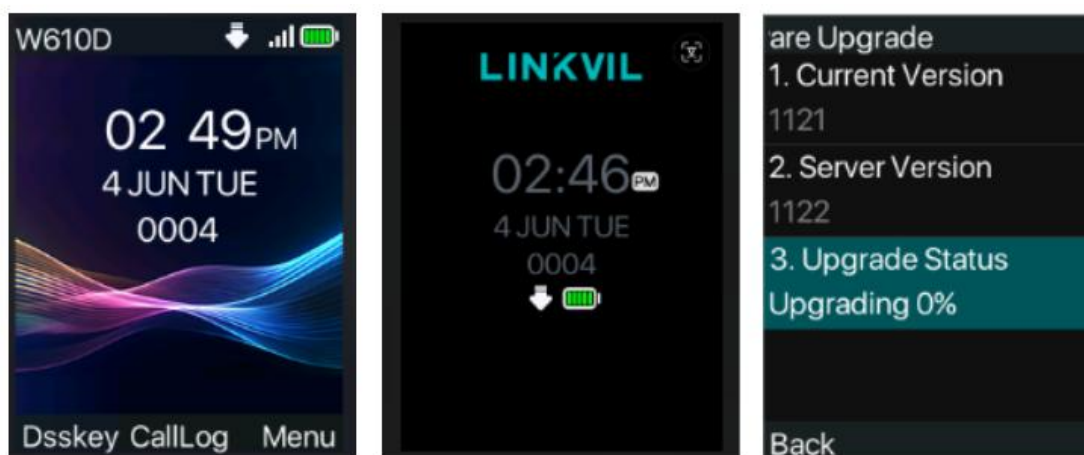 W610D
02 49PM
4 JUN TUE
0004
Dsskey CallLog Menu
LINKVIL
02:46PM
4 JUN TUE
0004
are Upgrade
1. Current Version
1121
2. Server Version
1122
3. Upgrade Status
Upgrading 0%
Back